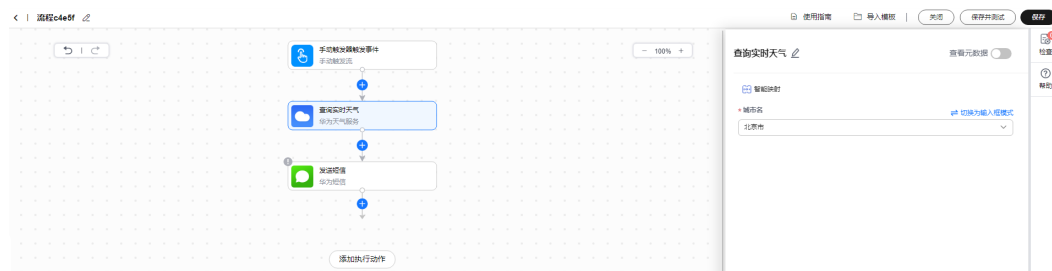 流程c4e5f
使用指南
导入模板
关闭
保存并测试
保存
- 100% +
手动触发器触发事件
手动触发流
查询实时天气
华为天气服务
发送短信
华为短信
添加执行动作
查询实时天气
查看元数据
智能映射
* 城市名
切换为输入框模式
北京市
检查
帮助